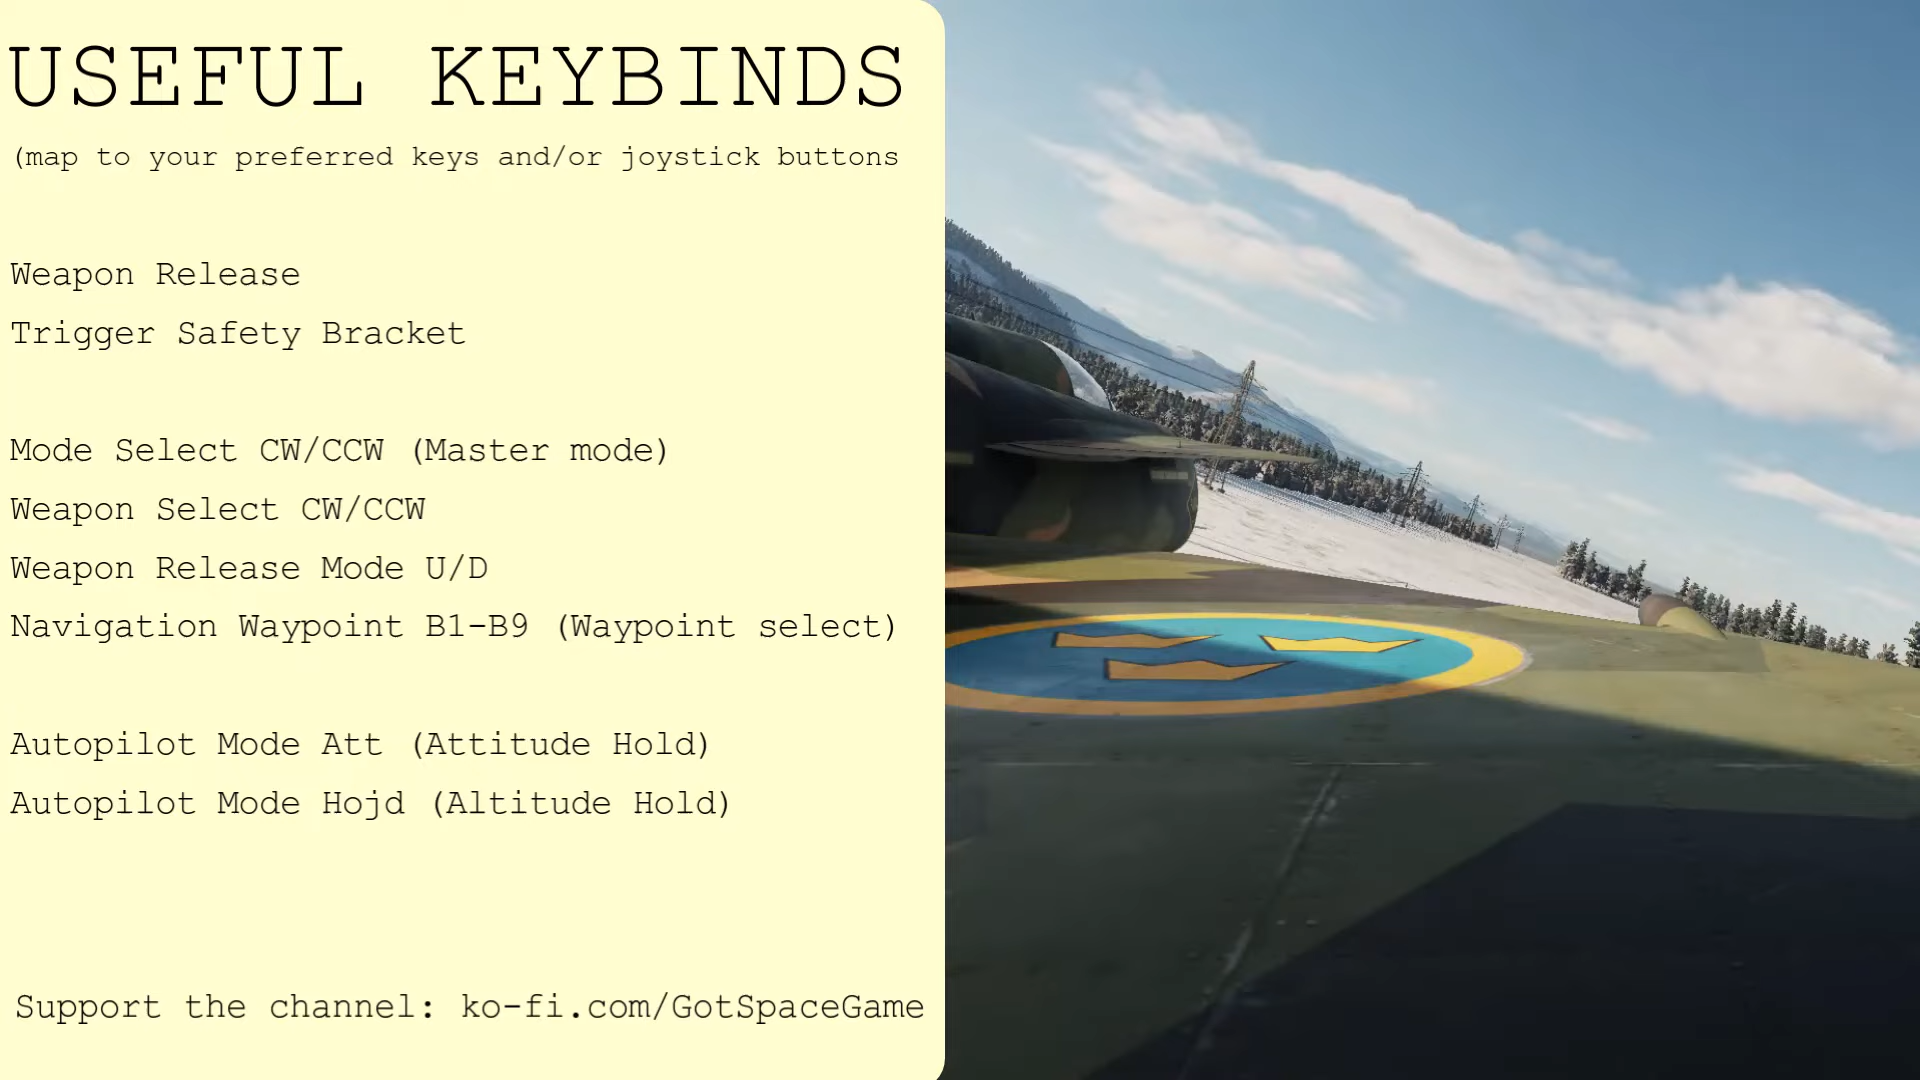 USEFUL KEYBINDS
(map to your preferred keys and/or joystick buttons
Weapon Release
Trigger Safety Bracket
Mode Select CW/CCW (Master mode)
Weapon Select CW/CCW
Weapon Release Mode U/D
Navigation Waypoint B1-B9 (Waypoint select)
Autopilot Mode Att (Attitude Hold)
Autopilot Mode Hojd (Altitude Hold)
Support the channel: ko-fi.com/GotSpaceGame